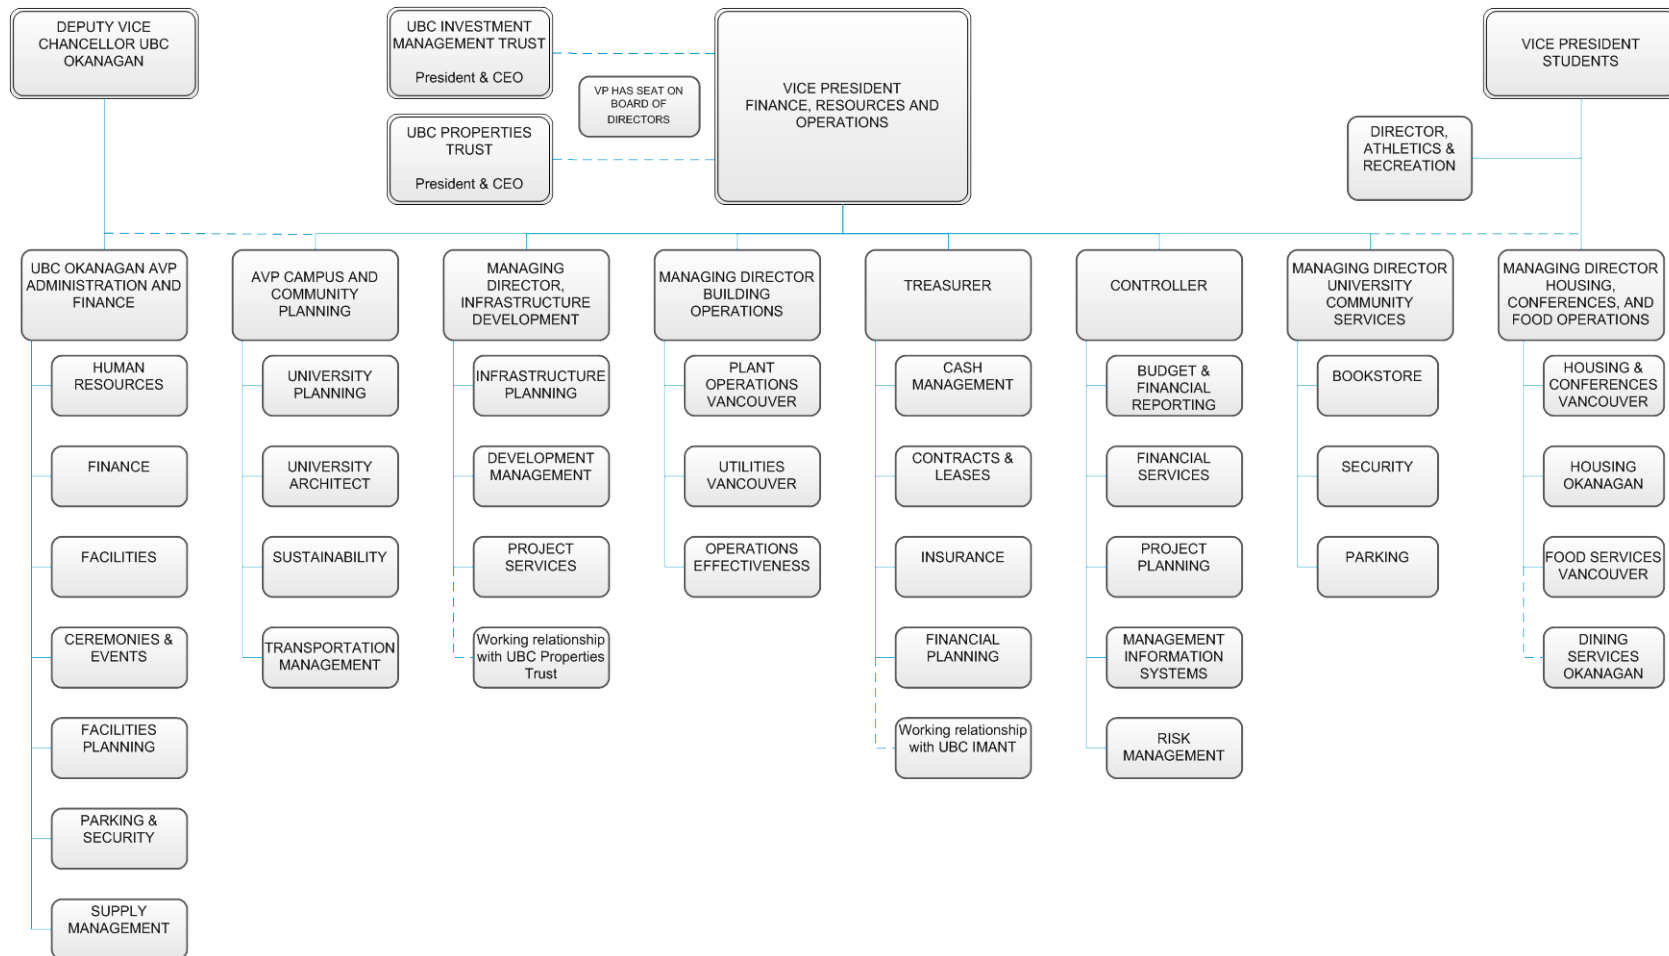 DEPUTY VICE
CHANCELLOR UBC
OKANAGAN
UBC INVESTMENT
MANAGEMENT TRUST
President & CEO
VP HAS SEAT ON
BOARD OF
DIRECTORS
UBC PROPERTIES
TRUST
President & CEO
VICE PRESIDENT
FINANCE, RESOURCES AND
OPERATIONS
VICE PRESIDENT
STUDENTS
DIRECTOR,
ATHLETICS &
RECREATION
UBC OKANAGAN AVP
ADMINISTRATION AND
FINANCE
HUMAN
RESOURCES
FINANCE
FACILITIES
CEREMONIES &
EVENTS
FACILITIES
PLANNING
PARKING &
SECURITY
SUPPLY
MANAGEMENT
AVP CAMPUS AND
COMMUNITY
PLANNING
UNIVERSITY
PLANNING
UNIVERSITY
ARCHITECT
SUSTAINABILITY
TRANSPORTATION
MANAGEMENT
MANAGING
DIRECTOR,
INFRASTRUCTURE
DEVELOPMENT
INFRASTRUCTURE
PLANNING
DEVELOPMENT
MANAGEMENT
PROJECT
SERVICES
Working relationship
with UBC Properties
Trust
MANAGING DIRECTOR
BUILDING
OPERATIONS
PLANT
OPERATIONS
VANCOUVER
UTILITIES
VANCOUVER
OPERATIONS
EFFECTIVENESS
TREASURER
CASH
MANAGEMENT
CONTRACTS &
LEASES
INSURANCE
FINANCIAL
PLANNING
Working relationship
with UBC IMANT
CONTROLLER
BUDGET &
FINANCIAL
REPORTING
FINANCIAL
SERVICES
PROJECT
PLANNING
MANAGEMENT
INFORMATION
SYSTEMS
RISK
MANAGEMENT
MANAGING DIRECTOR
UNIVERSITY
COMMUNITY
SERVICES
BOOKSTORE
SECURITY
PARKING
MANAGING DIRECTOR
HOUSING,
CONFERENCES, AND
FOOD OPERATIONS
HOUSING &
CONFERENCES
VANCOUVER
HOUSING
OKANAGAN
FOOD SERVICES
VANCOUVER
DINING
SERVICES
OKANAGAN